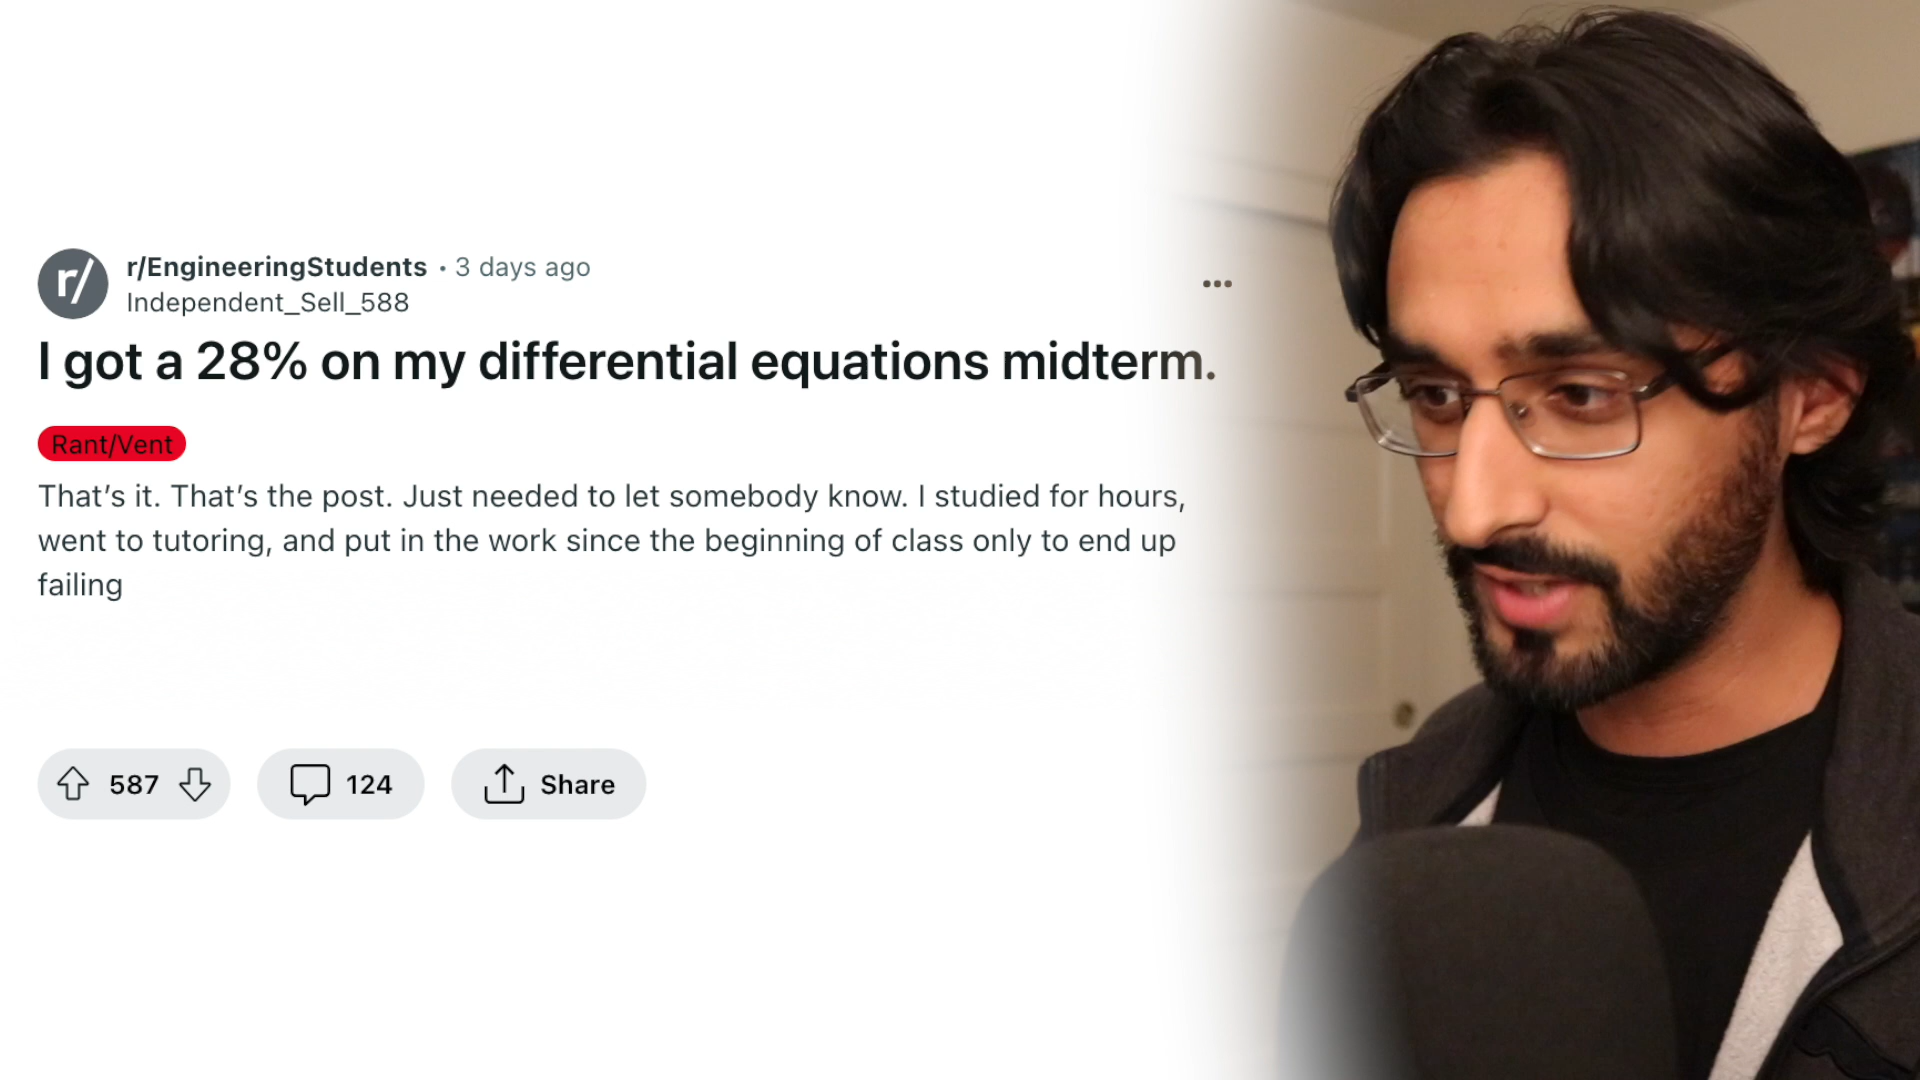 r/
r/EngineeringStudents • 3 days ago
Independent_Sell_588
I got a 28% on my differential equations midterm.
Rant/Vent
That’s it. That’s the post. Just needed to let somebody know. I studied for hours,
went to tutoring, and put in the work since the beginning of class only to end up
failing
587
124
Share